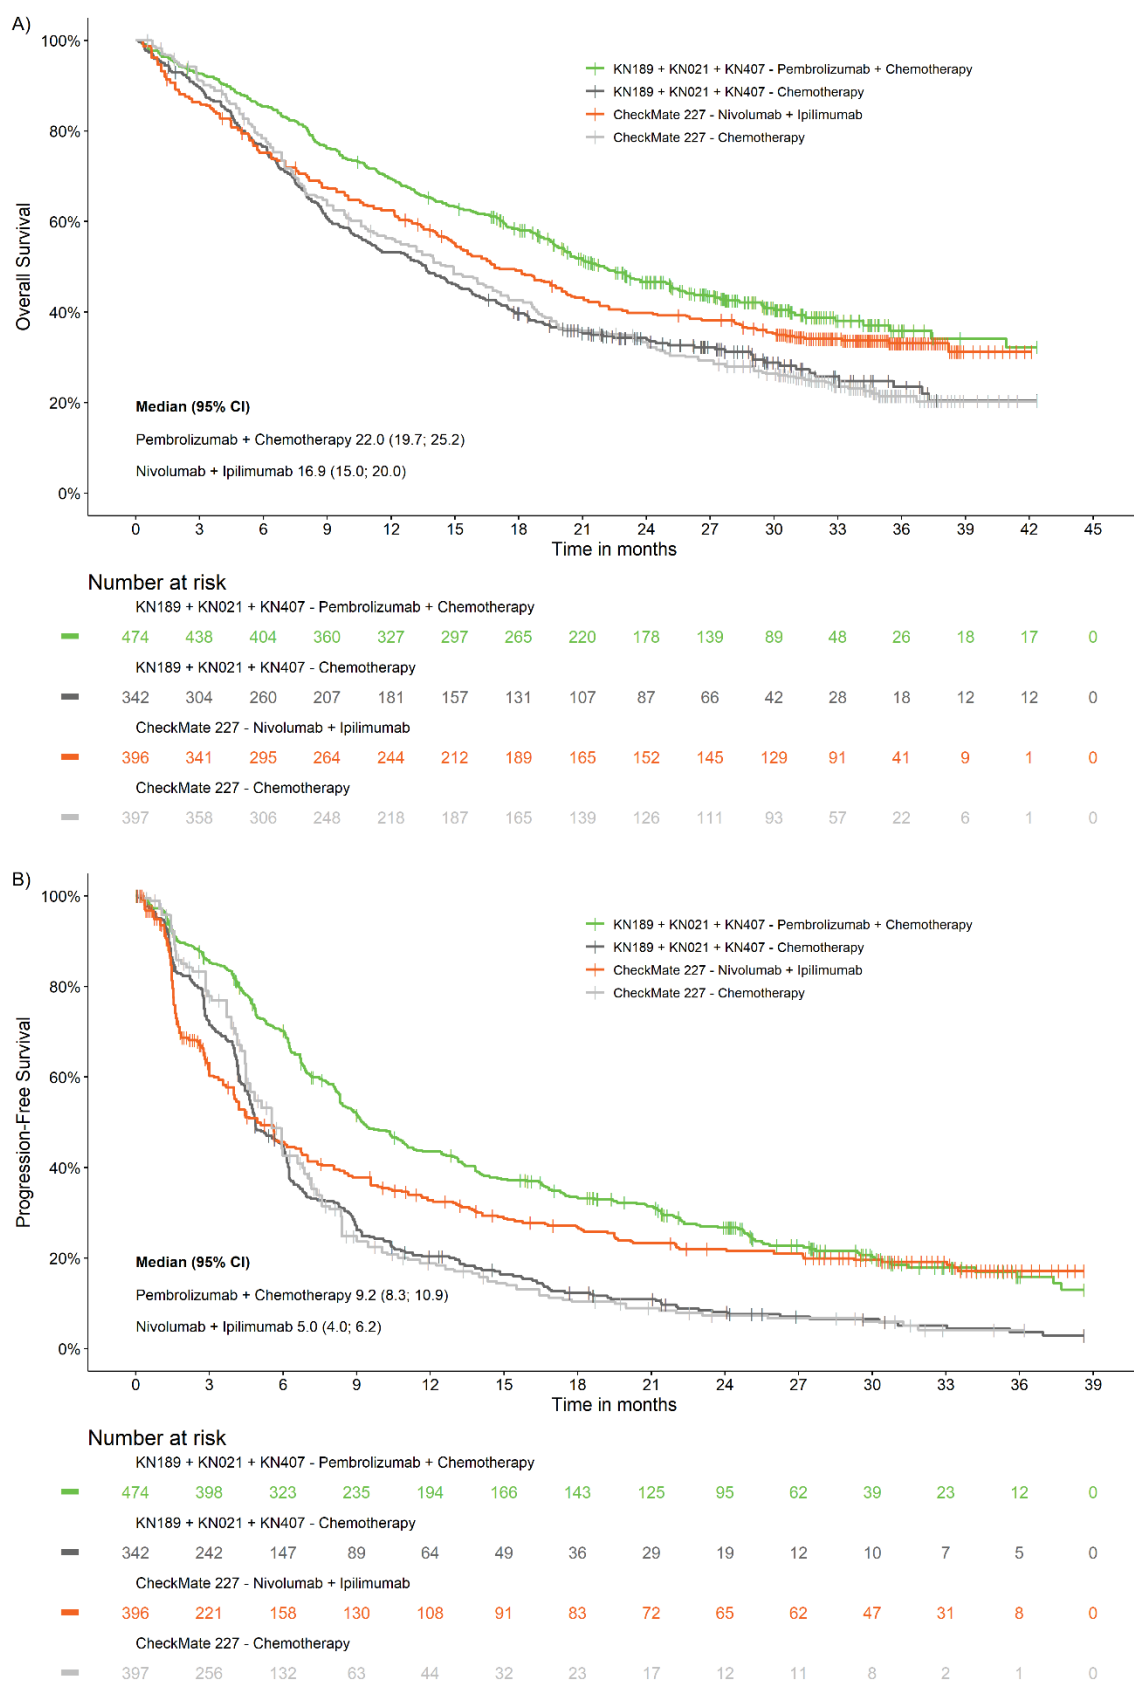 A)
100%
80%
60%
40%
20%
0%
Overall Survival
KN189 + KN021 + KN407 - Pembrolizumab + Chemotherapy
KN189 + KN021 + KN407 - Chemotherapy
CheckMate 227 - Nivolumab + Ipilimumab
CheckMate 227 - Chemotherapy
Median (95% CI)
Pembrolizumab + Chemotherapy 22.0 (19.7; 25.2)
Nivolumab + Ipilimumab 16.9 (15.0; 20.0)
0 3 6 9 12 15 18 21 24 27 30 33 36 39 42 45
Time in months
Number at risk
KN189 + KN021 + KN407 - Pembrolizumab + Chemotherapy
474 438 404 360 327 297 265 220 178 139 89 48 26 18 17 0
KN189 + KN021 + KN407 - Chemotherapy
342 304 260 207 181 157 131 107 87 66 42 28 18 12 12 0
CheckMate 227 - Nivolumab + Ipilimumab
396 341 295 264 244 212 189 165 152 145 129 91 41 9 1 0
CheckMate 227 - Chemotherapy
397 358 306 248 218 187 165 139 126 111 93 57 22 6 1 0
B)
100%
80%
60%
40%
20%
0%
Progression-Free Survival
KN189 + KN021 + KN407 - Pembrolizumab + Chemotherapy
KN189 + KN021 + KN407 - Chemotherapy
CheckMate 227 - Nivolumab + Ipilimumab
CheckMate 227 - Chemotherapy
Median (95% CI)
Pembrolizumab + Chemotherapy 9.2 (8.3; 10.9)
Nivolumab + Ipilimumab 5.0 (4.0; 6.2)
0 3 6 9 12 15 18 21 24 27 30 33 36 39
Time in months
Number at risk
KN189 + KN021 + KN407 - Pembrolizumab + Chemotherapy
474 398 323 235 194 166 143 125 95 62 39 23 12 0
KN189 + KN021 + KN407 - Chemotherapy
342 242 147 89 64 49 36 29 19 12 10 7 5 0
CheckMate 227 - Nivolumab + Ipilimumab
396 221 158 130 108 91 83 72 65 62 47 31 8 0
CheckMate 227 - Chemotherapy
397 256 132 63 44 32 23 17 12 11 8 2 1 0